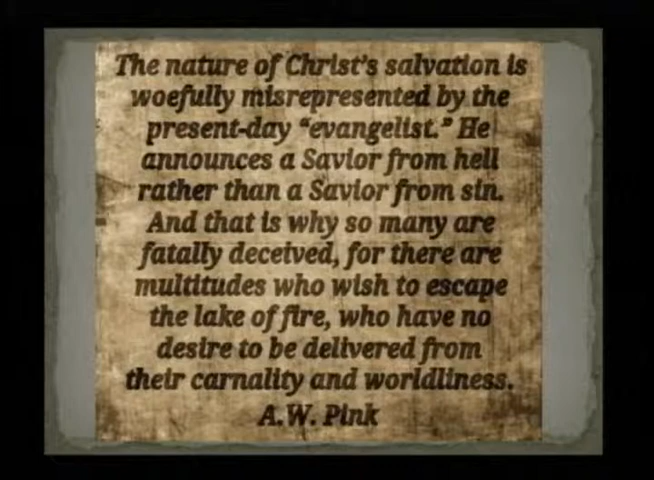 The nature of Christ's salvation is
woefully misrepresented by the
present-day “evangelist.” He
announces a Savior from hell
rather than a Savior from sin.
And that is why so many are
fatally deceived, for there are
multitudes who wish to escape
the lake of fire, who have no
desire to be delivered from
their carnality and worldliness.
A.W. Pink